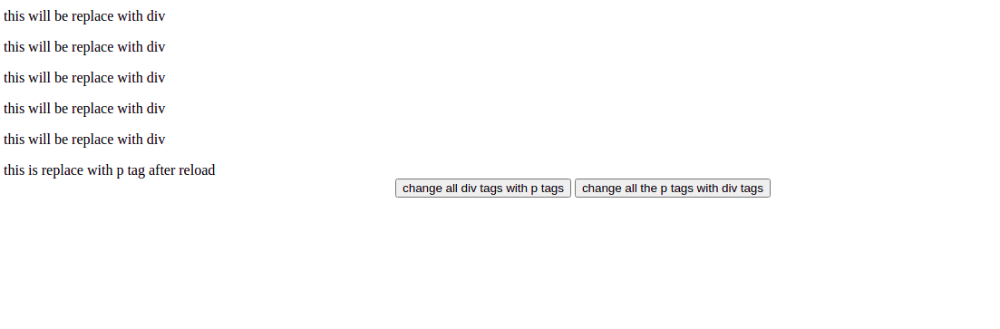 this will be replace with div
this will be replace with div
this will be replace with div
this will be replace with div
this will be replace with div
this is replace with p tag after reload
change all div tags with p tags change all the p tags with div tags